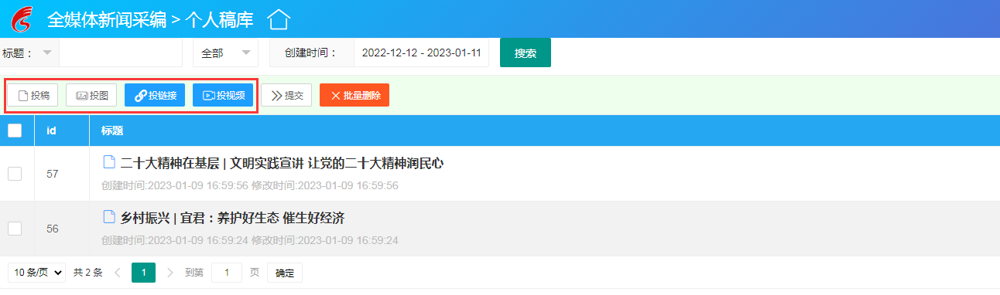 全媒体新闻采编 > 个人稿库
标题： 全部 创建时间： 2022-12-12 - 2023-01-11 搜索
投稿 投图 投链接 投视频 提交 批量删除
id 标题
57 二十大精神在基层 | 文明实践宣讲 让党的二十大精神润民心
创建时间:2023-01-09 16:59:56 修改时间:2023-01-09 16:59:56
56 乡村振兴 | 宜君：养护好生态 催生好经济
创建时间:2023-01-09 16:59:24 修改时间:2023-01-09 16:59:24
10 条/页 共 2 条 1 到第 1 页 确定